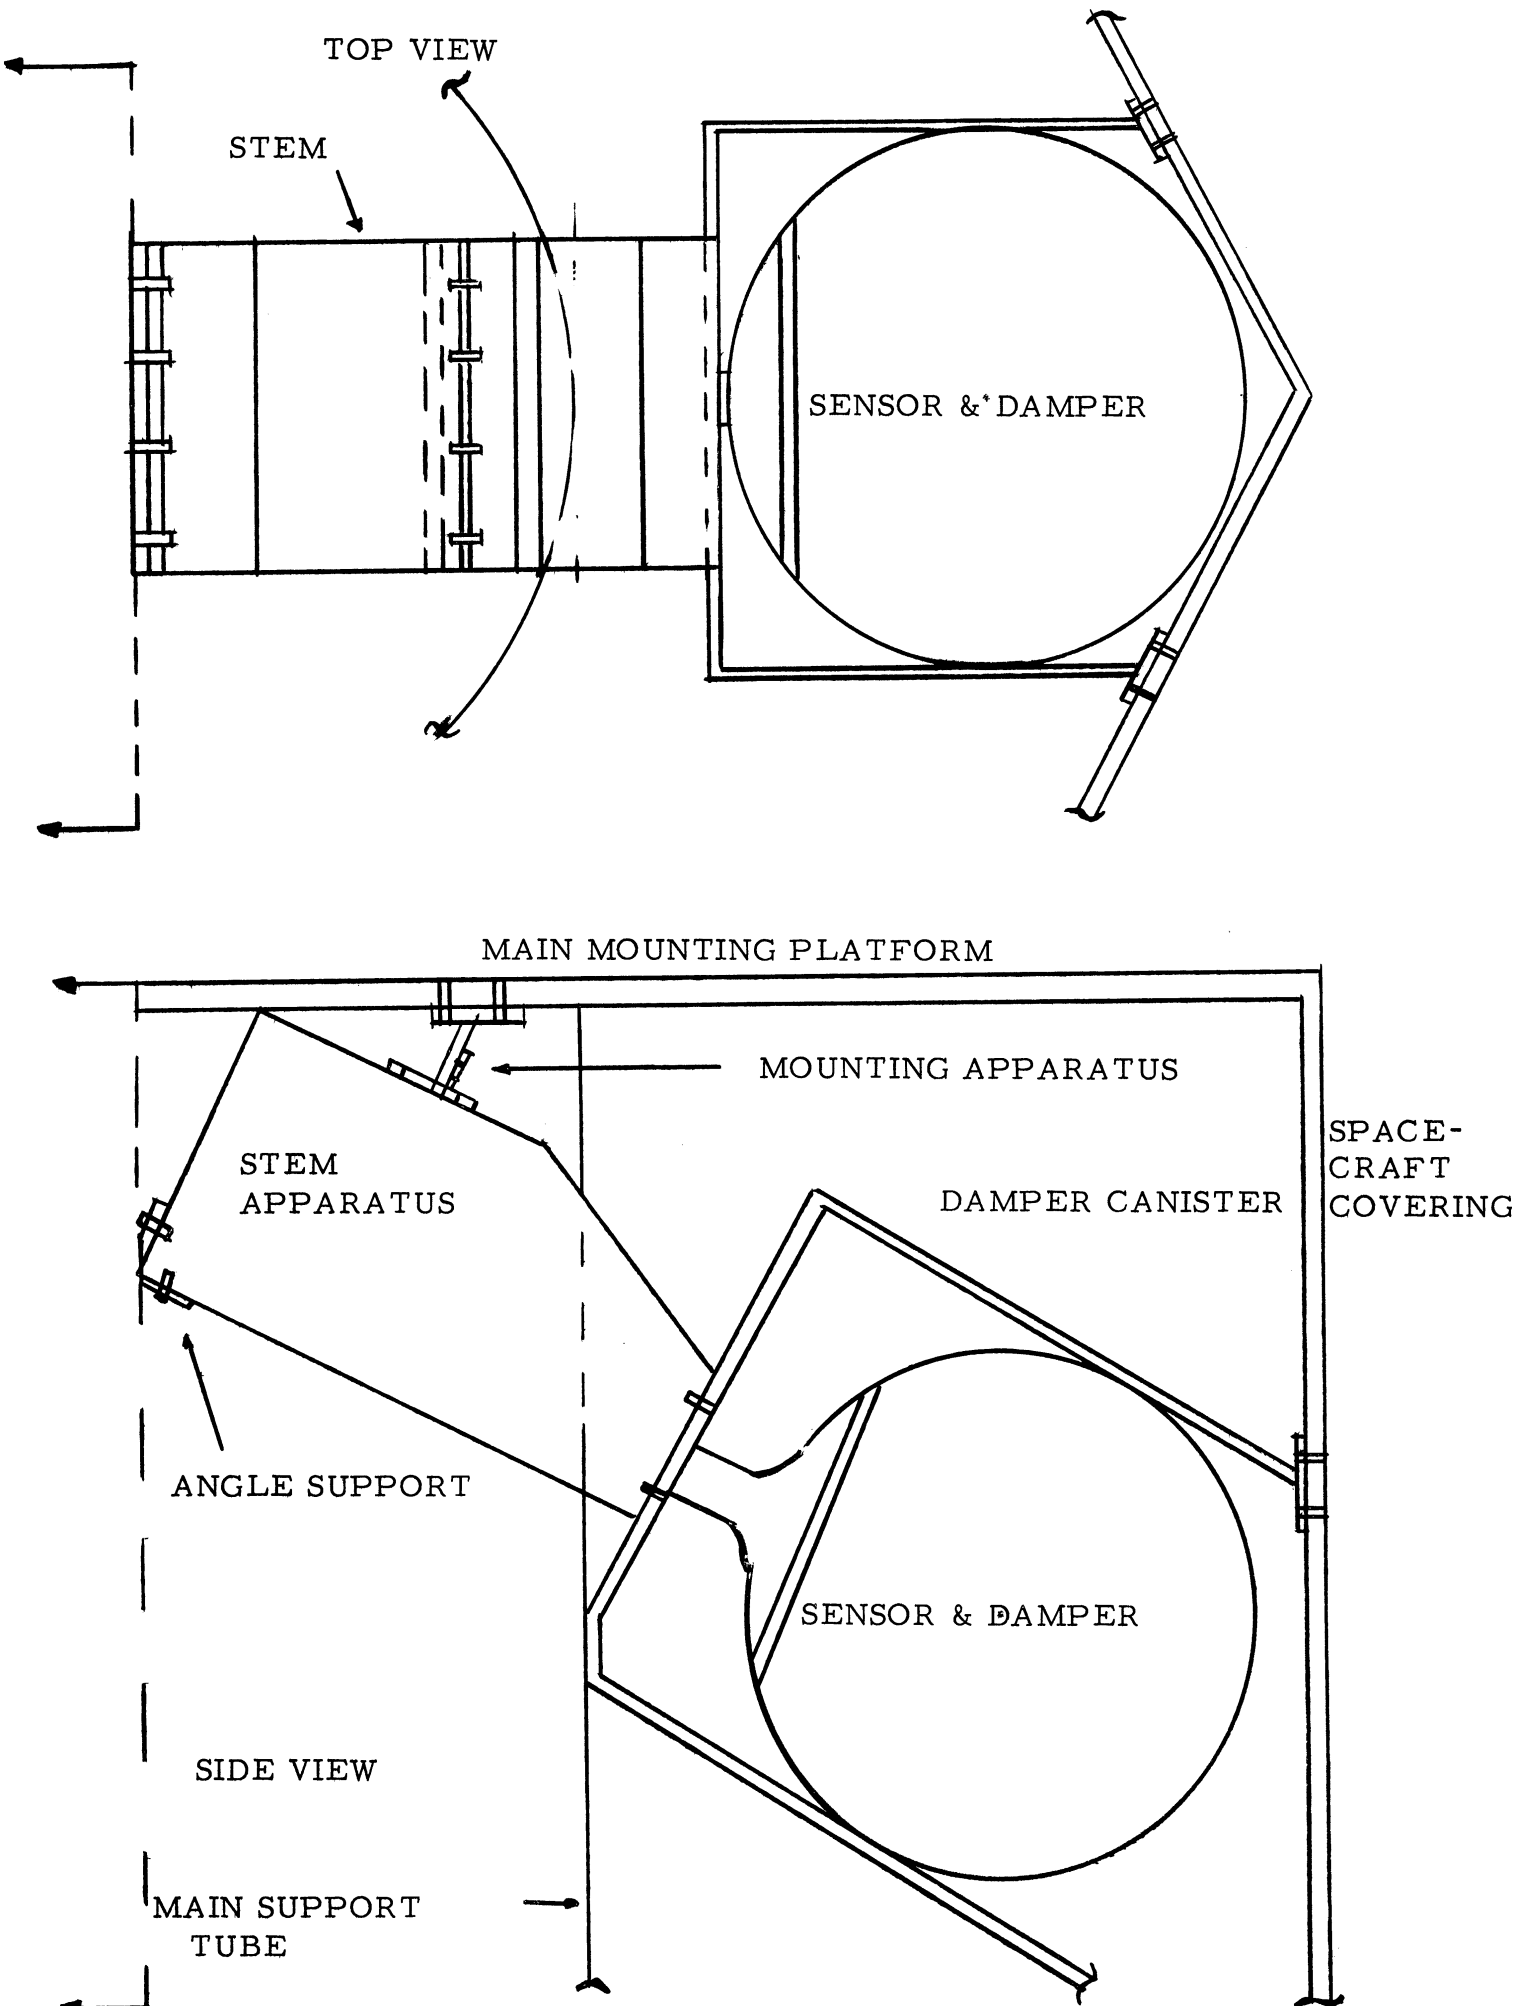 TOP VIEW
STEM
SENSOR & DAMPER
MAIN MOUNTING PLATFORM
MOUNTING APPARATUS
SPACE-
CRAFT
COVERING
STEM
APPARATUS
DAMPER CANISTER
ANGLE SUPPORT
SENSOR & DAMPER
SIDE VIEW
MAIN SUPPORT
TUBE